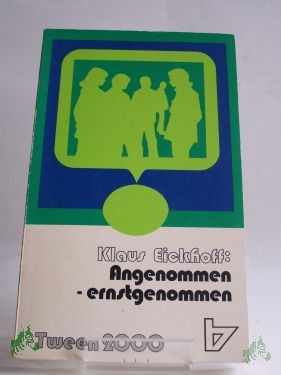 Klaus Eickhoff:
Angenommen
-ernstgenommen
Tween 2000